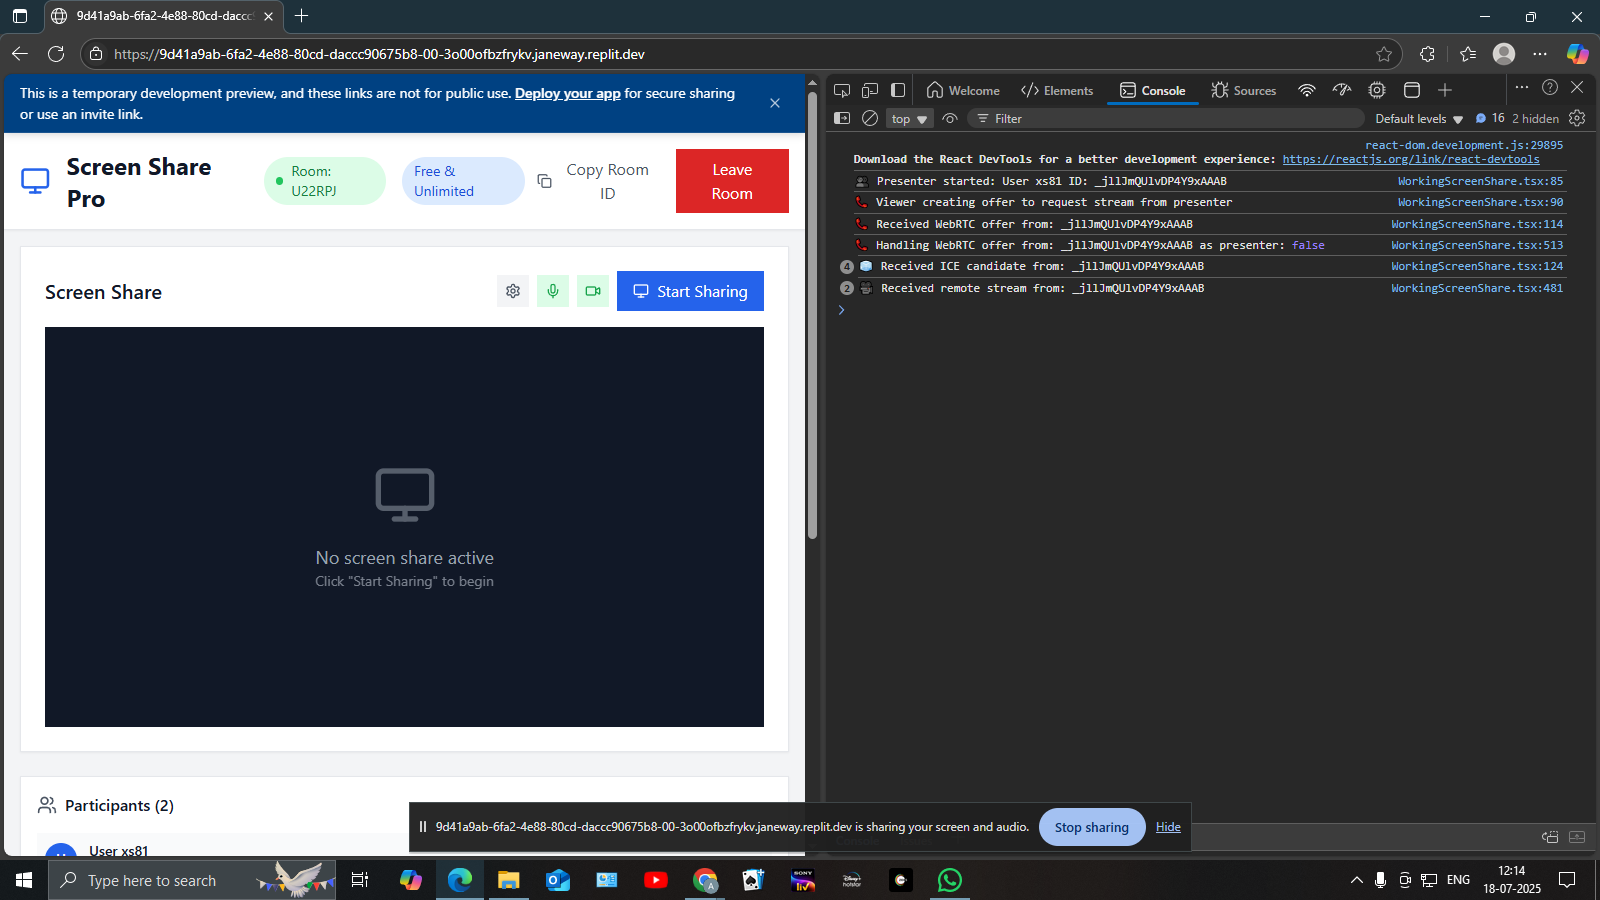 9d41a9ab-6fa2-4e88-80cd-daccc
https://9d41a9ab-6fa2-4e88-80cd-daccc90675b8-00-3o00ofbzfrykv.janeway.replit.dev
This is a temporary development preview, and these links are not for public use. Deploy your app for secure sharing
or use an invite link.
Screen Share
Pro
Room:
U22RPJ
Free &
Unlimited
Copy Room
ID
Leave
Room
Screen Share
Start Sharing
No screen share active
Click "Start Sharing" to begin
Participants (2)
User xs81
Welcome
Elements
Console
Sources
top
Filter
Default levels
16
2 hidden
react-dom.development.js:29895
Download the React DevTools for a better development experience: https://reactjs.org/link/react-devtools
Presenter started: User xs81 ID: _jllJmQUlvDP4Y9xAAAB WorkingScreenShare.tsx:85
Viewer creating offer to request stream from presenter WorkingScreenShare.tsx:90
Received WebRTC offer from: _jllJmQUlvDP4Y9xAAAB WorkingScreenShare.tsx:114
Handling WebRTC offer from: _jllJmQUlvDP4Y9xAAAB as presenter: false WorkingScreenShare.tsx:513
4 Received ICE candidate from: _jllJmQUlvDP4Y9xAAAB WorkingScreenShare.tsx:124
2 Received remote stream from: _jllJmQUlvDP4Y9xAAAB WorkingScreenShare.tsx:481
9d41a9ab-6fa2-4e88-80cd-daccc90675b8-00-3o00ofbzfrykv.janeway.replit.dev is sharing your screen and audio.
Stop sharing
Hide
Type here to search
SONY
liv
Disney+
hotstar
ENG
12:14
18-07-2025